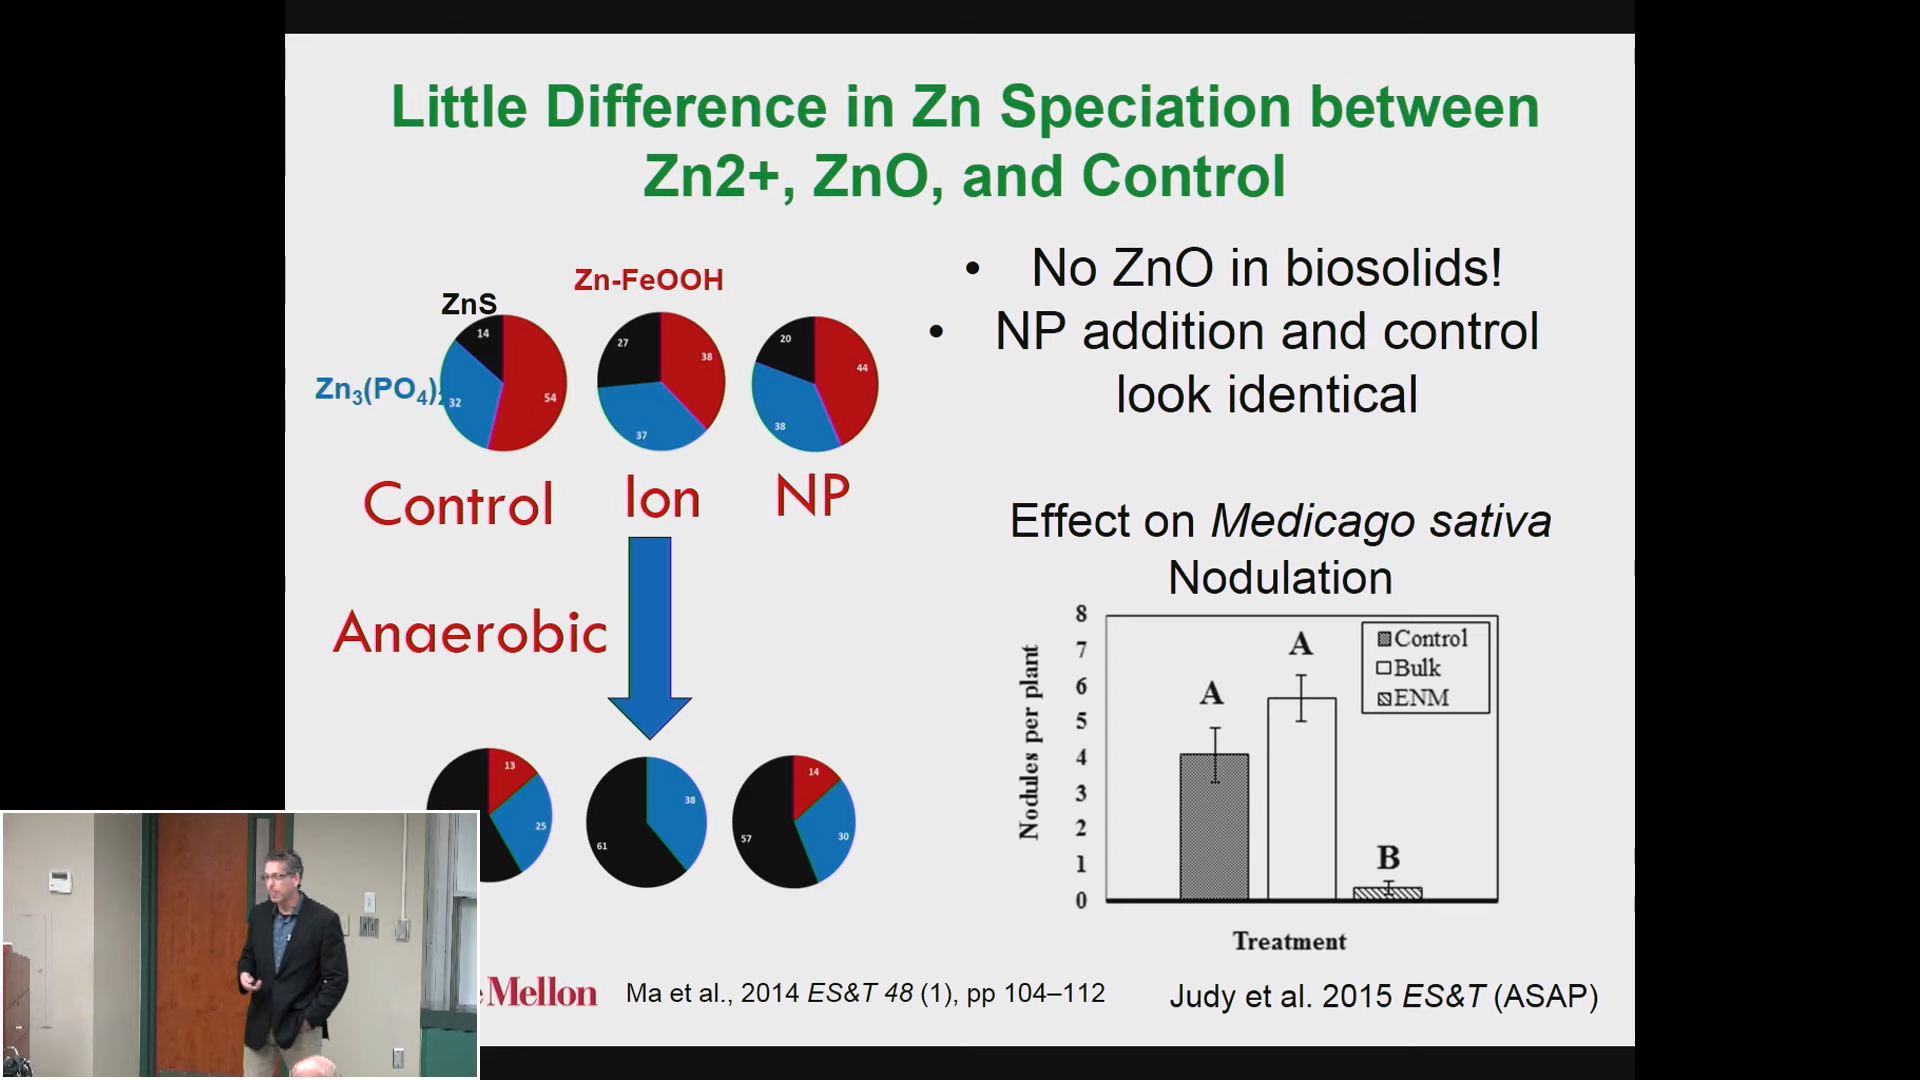 Little Difference in Zn Speciation between
Zn2+, ZnO, and Control
• No ZnO in biosolids!
• NP addition and control
look identical
Zn-FeOOH
ZnS
Zn3(PO4)2
14
32
54
27
38
37
20
44
38
Control
Ion
NP
Anaerobic
13
25
38
61
14
30
57
Effect on Medicago sativa
Nodulation
8
7
6
5
4
3
2
1
0
Nodules per plant
A
A
B
Control
Bulk
ENM
Treatment
Mellon
Ma et al., 2014 ES&T 48 (1), pp 104–112
Judy et al. 2015 ES&T (ASAP)